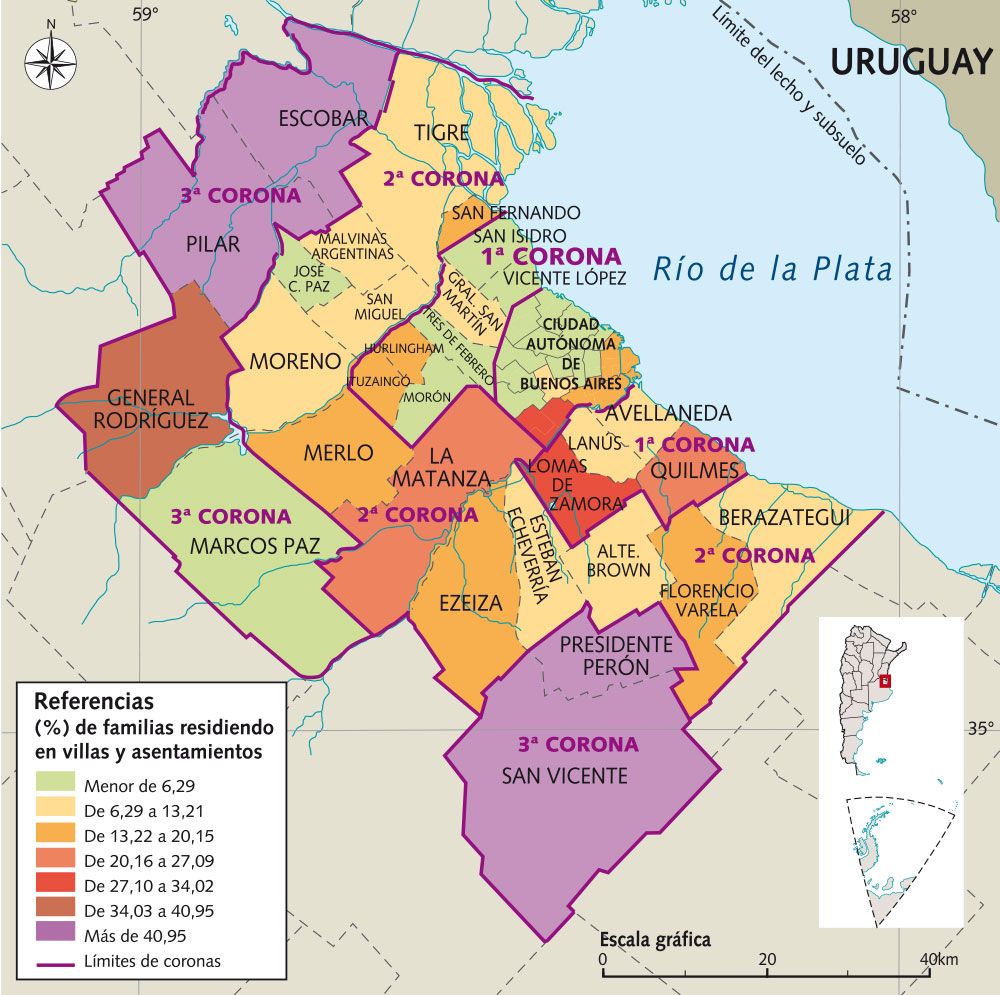 59°
58°
N
URUGUAY
Límite del lecho y subsuelo
ESCOBAR
TIGRE
3ª CORONA
2ª CORONA
PILAR
SAN FERNANDO
SAN ISIDRO
1ª CORONA
VICENTE LÓPEZ
Río de la Plata
MALVINAS
ARGENTINAS
JOSÉ
C. PAZ
SAN
MIGUEL
GRAL. SAN
MARTÍN
TRES DE FEBRERO
CIUDAD
AUTÓNOMA
DE
BUENOS AIRES
HURLINGHAM
MORENO
ITUZAINGÓ
MORÓN
GENERAL
RODRÍGUEZ
AVELLANEDA
LANÚS
1ª CORONA
MERLO
LA
MATANZA
LOMAS
DE
ZAMORA
QUILMES
3ª CORONA
MARCOS PAZ
2ª CORONA
ESTEBAN
ECHEVERRÍA
BERAZATEGUI
2ª CORONA
ALTE.
BROWN
FLORENCIO
VARELA
EZEIZA
PRESIDENTE
PERÓN
3ª CORONA
SAN VICENTE
35°
Referencias
(%) de familias residiendo
en villas y asentamientos
Menor de 6,29
De 6,29 a 13,21
De 13,22 a 20,15
De 20,16 a 27,09
De 27,10 a 34,02
De 34,03 a 40,95
Más de 40,95
Límites de coronas
Escala gráfica
0 20 40km